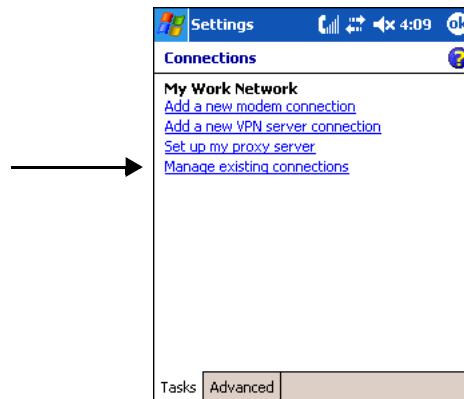 Settings 4:09 ok
Connections ?
My Work Network
Add a new modem connection
Add a new VPN server connection
Set up my proxy server
Manage existing connections
Tasks Advanced